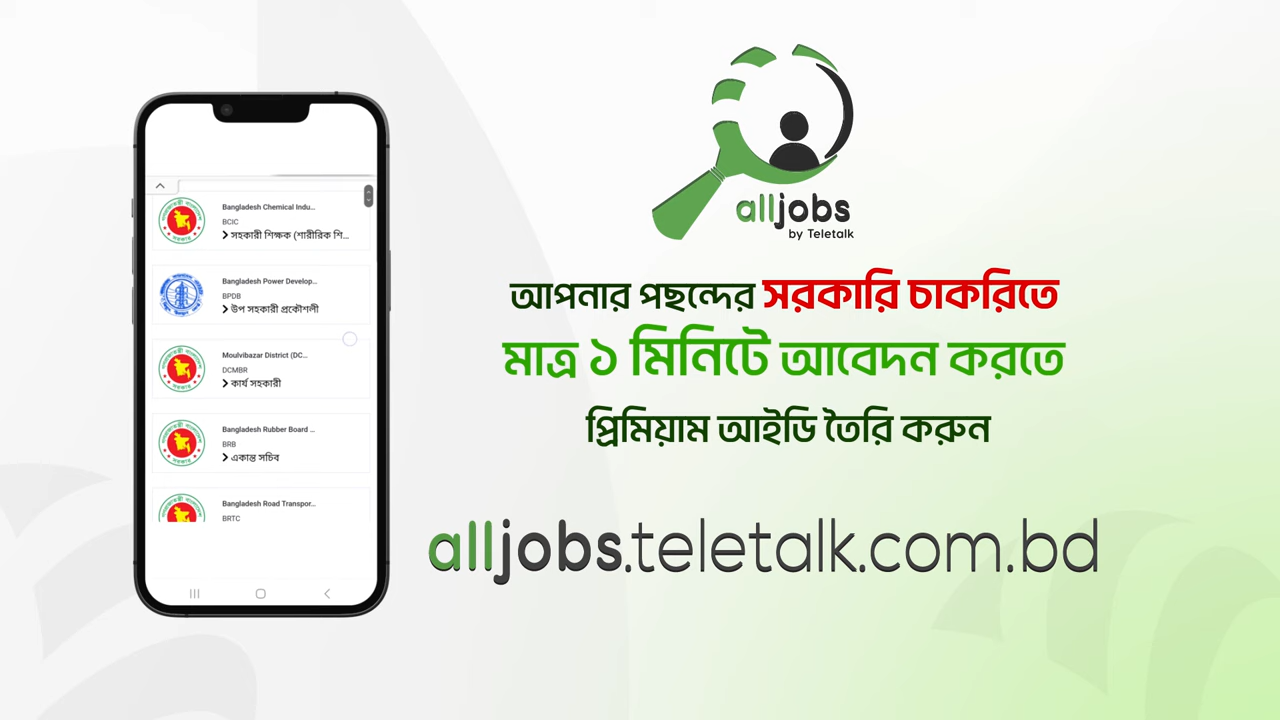 Bangladesh Chemical Indu...
BCIC
সহকারী শিক্ষক (শারীরিক শি...
Bangladesh Power Develop...
BPDB
উপ সহকারী প্রকৌশলী
Moulvibazar District (DC...
DCMBR
কার্য সহকারী
Bangladesh Rubber Board ...
BRB
একান্ত সচিব
Bangladesh Road Transpor...
BRTC
alljobs
by Teletalk
আপনার পছন্দের সরকারি চাকরিতে
মাত্র ১ মিনিটে আবেদন করতে
প্রিমিয়াম আইডি তৈরি করুন
alljobs.teletalk.com.bd